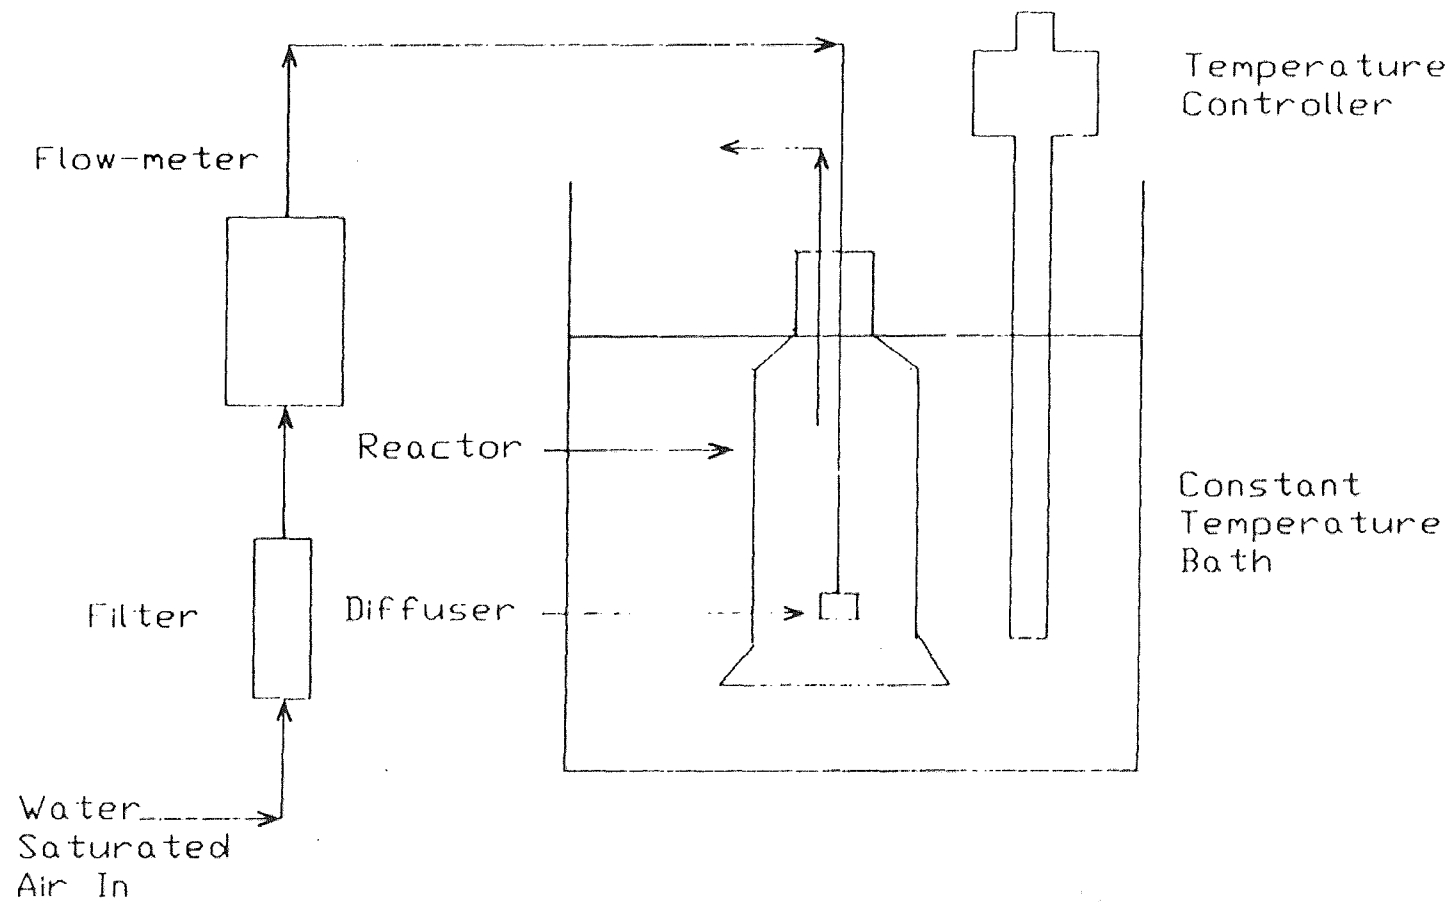 Temperature
Controller
Flow-meter
Reactor
Constant
Temperature
Bath
Filter
Diffuser
Water
Saturated
Air In